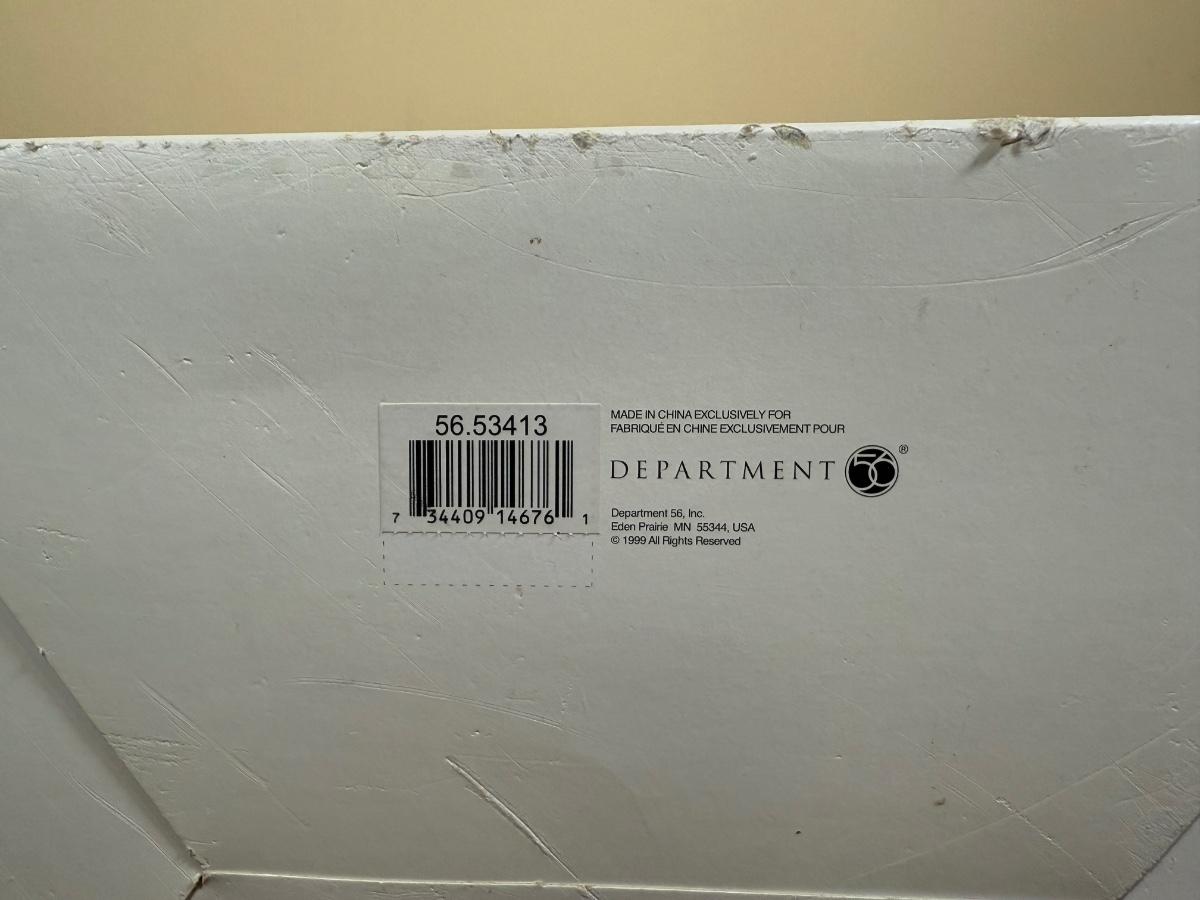 56.53413
7 34409 14676 1
MADE IN CHINA EXCLUSIVELY FOR
FABRIQUÉ EN CHINE EXCLUSIVEMENT POUR
DEPARTMENT 56®
Department 56, Inc.
Eden Prairie MN 55344, USA
© 1999 All Rights Reserved